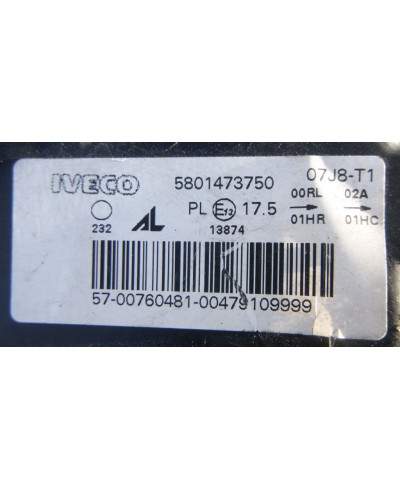 IVECO 5801473750 07J8-T1
PL E13 17.5 00RL 02A
232 AL 13874 01HR 01HC
57-00760481-00479109999